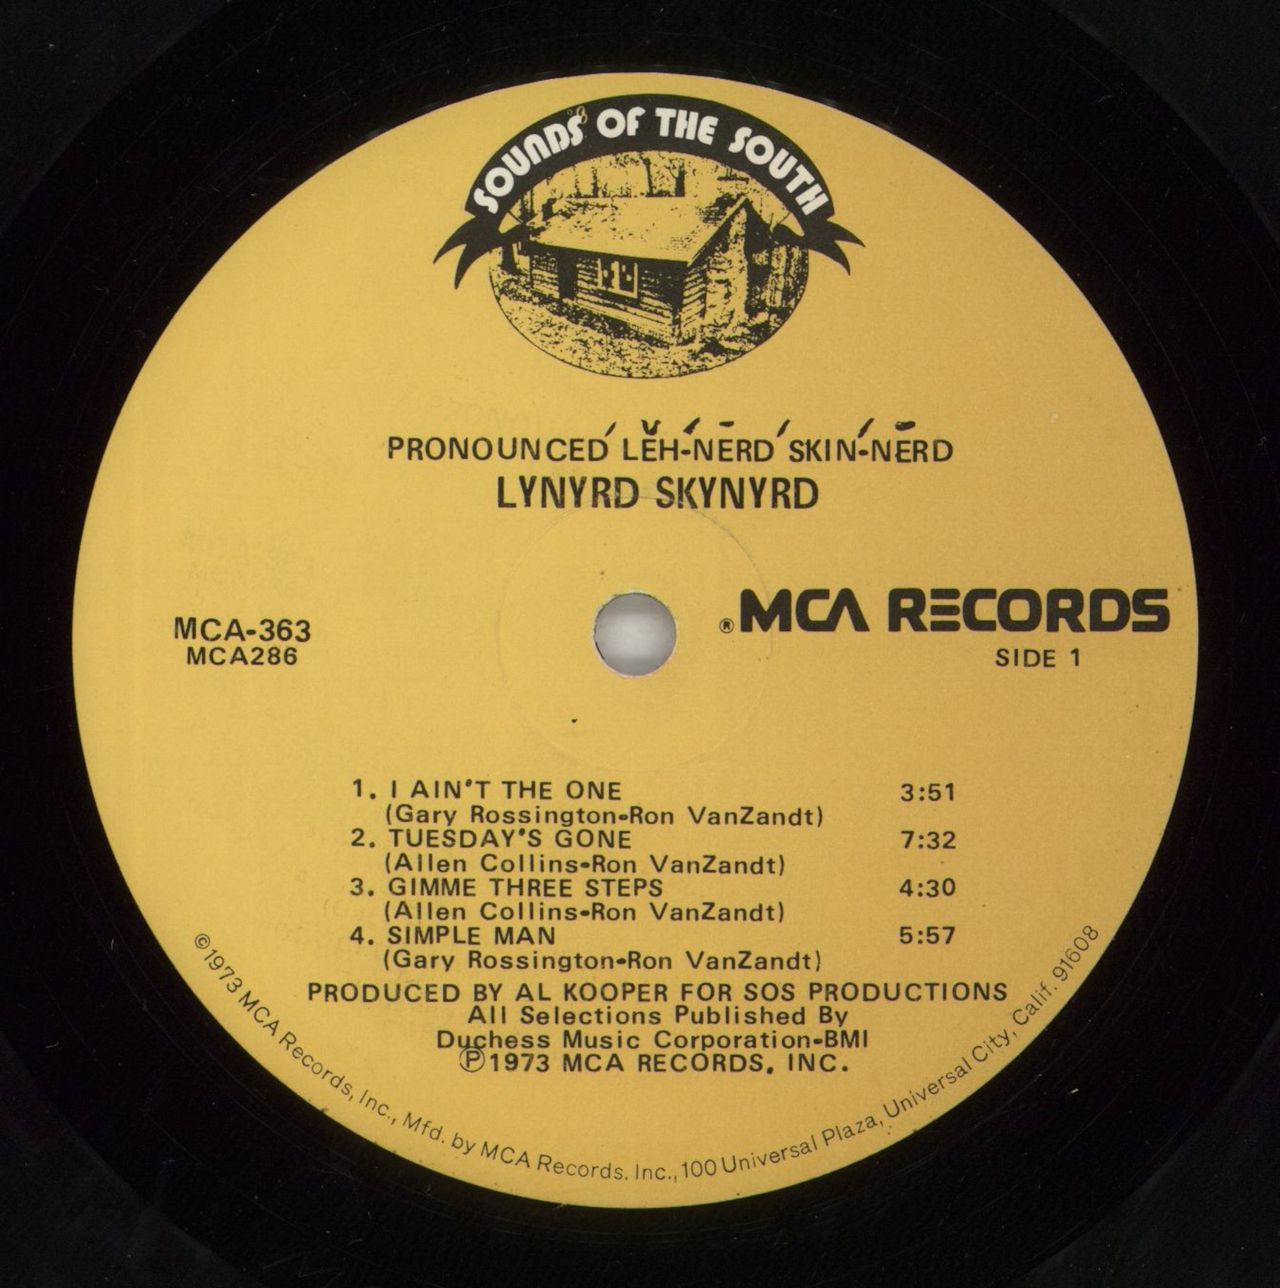 SOUNDS OF THE SOUTH
PRONOUNCED´ LĔH-´NĒRD´ SKIN´-NĒRD
LYNYRD SKYNYRD
MCA-363
MCA286
® MCA RECORDS
SIDE 1
1. I AIN'T THE ONE 3:51
(Gary Rossington-Ron VanZandt)
2. TUESDAY'S GONE 7:32
(Allen Collins-Ron VanZandt)
3. GIMME THREE STEPS 4:30
(Allen Collins-Ron VanZandt)
4. SIMPLE MAN 5:57
(Gary Rossington-Ron VanZandt)
PRODUCED BY AL KOOPER FOR SOS PRODUCTIONS
All Selections Published By
Duchess Music Corporation-BMI
℗1973 MCA RECORDS, INC.
©1973 MCA Records, Inc., Mfd. by MCA Records, Inc., 100 Universal Plaza, Universal City, Calif. 91608